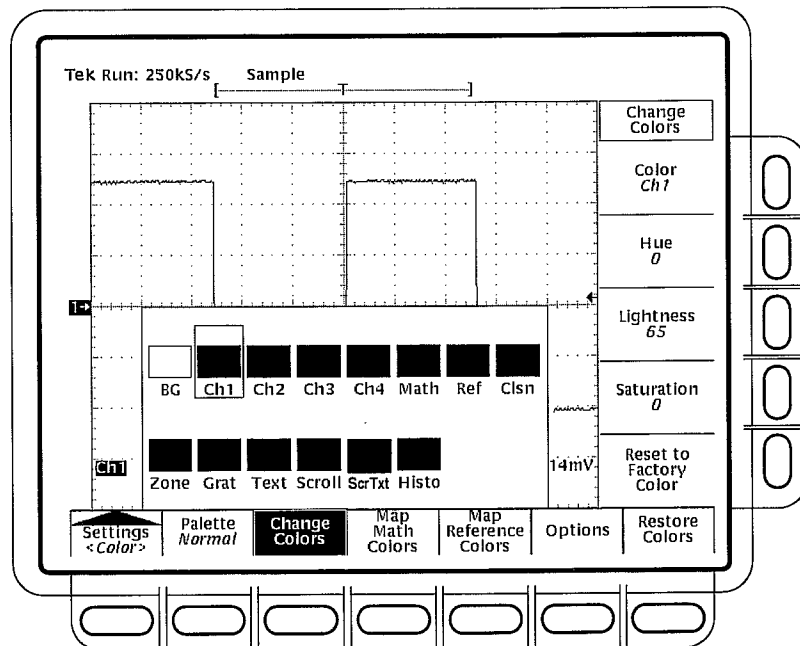 Tek Run: 250kS/s Sample
[ T ]
Change
Colors
Color
Ch1
Hue
0
1→
Lightness
65
BG Ch1 Ch2 Ch3 Ch4 Math Ref Clsn
Saturation
0
Zone Grat Text Scroll ScrTxt Histo
Ch1
14mV
Reset to
Factory
Color
Settings
<Color>
Palette
Normal
Change
Colors
Map
Math
Colors
Map
Reference
Colors
Options
Restore
Colors